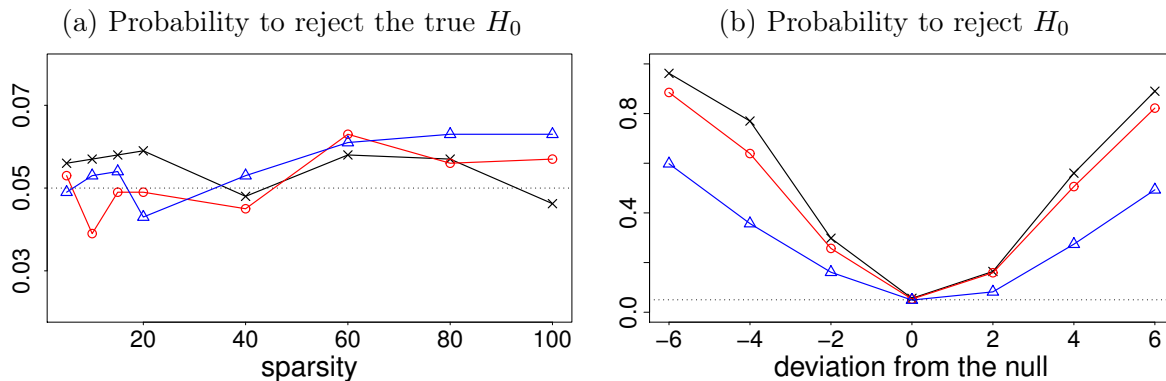 (a) Probability to reject the true H₀
0.07
0.05
0.03
20 40 60 80 100
sparsity
(b) Probability to reject H₀
0.8
0.4
0.0
−6 −4 −2 0 2 4 6
deviation from the null